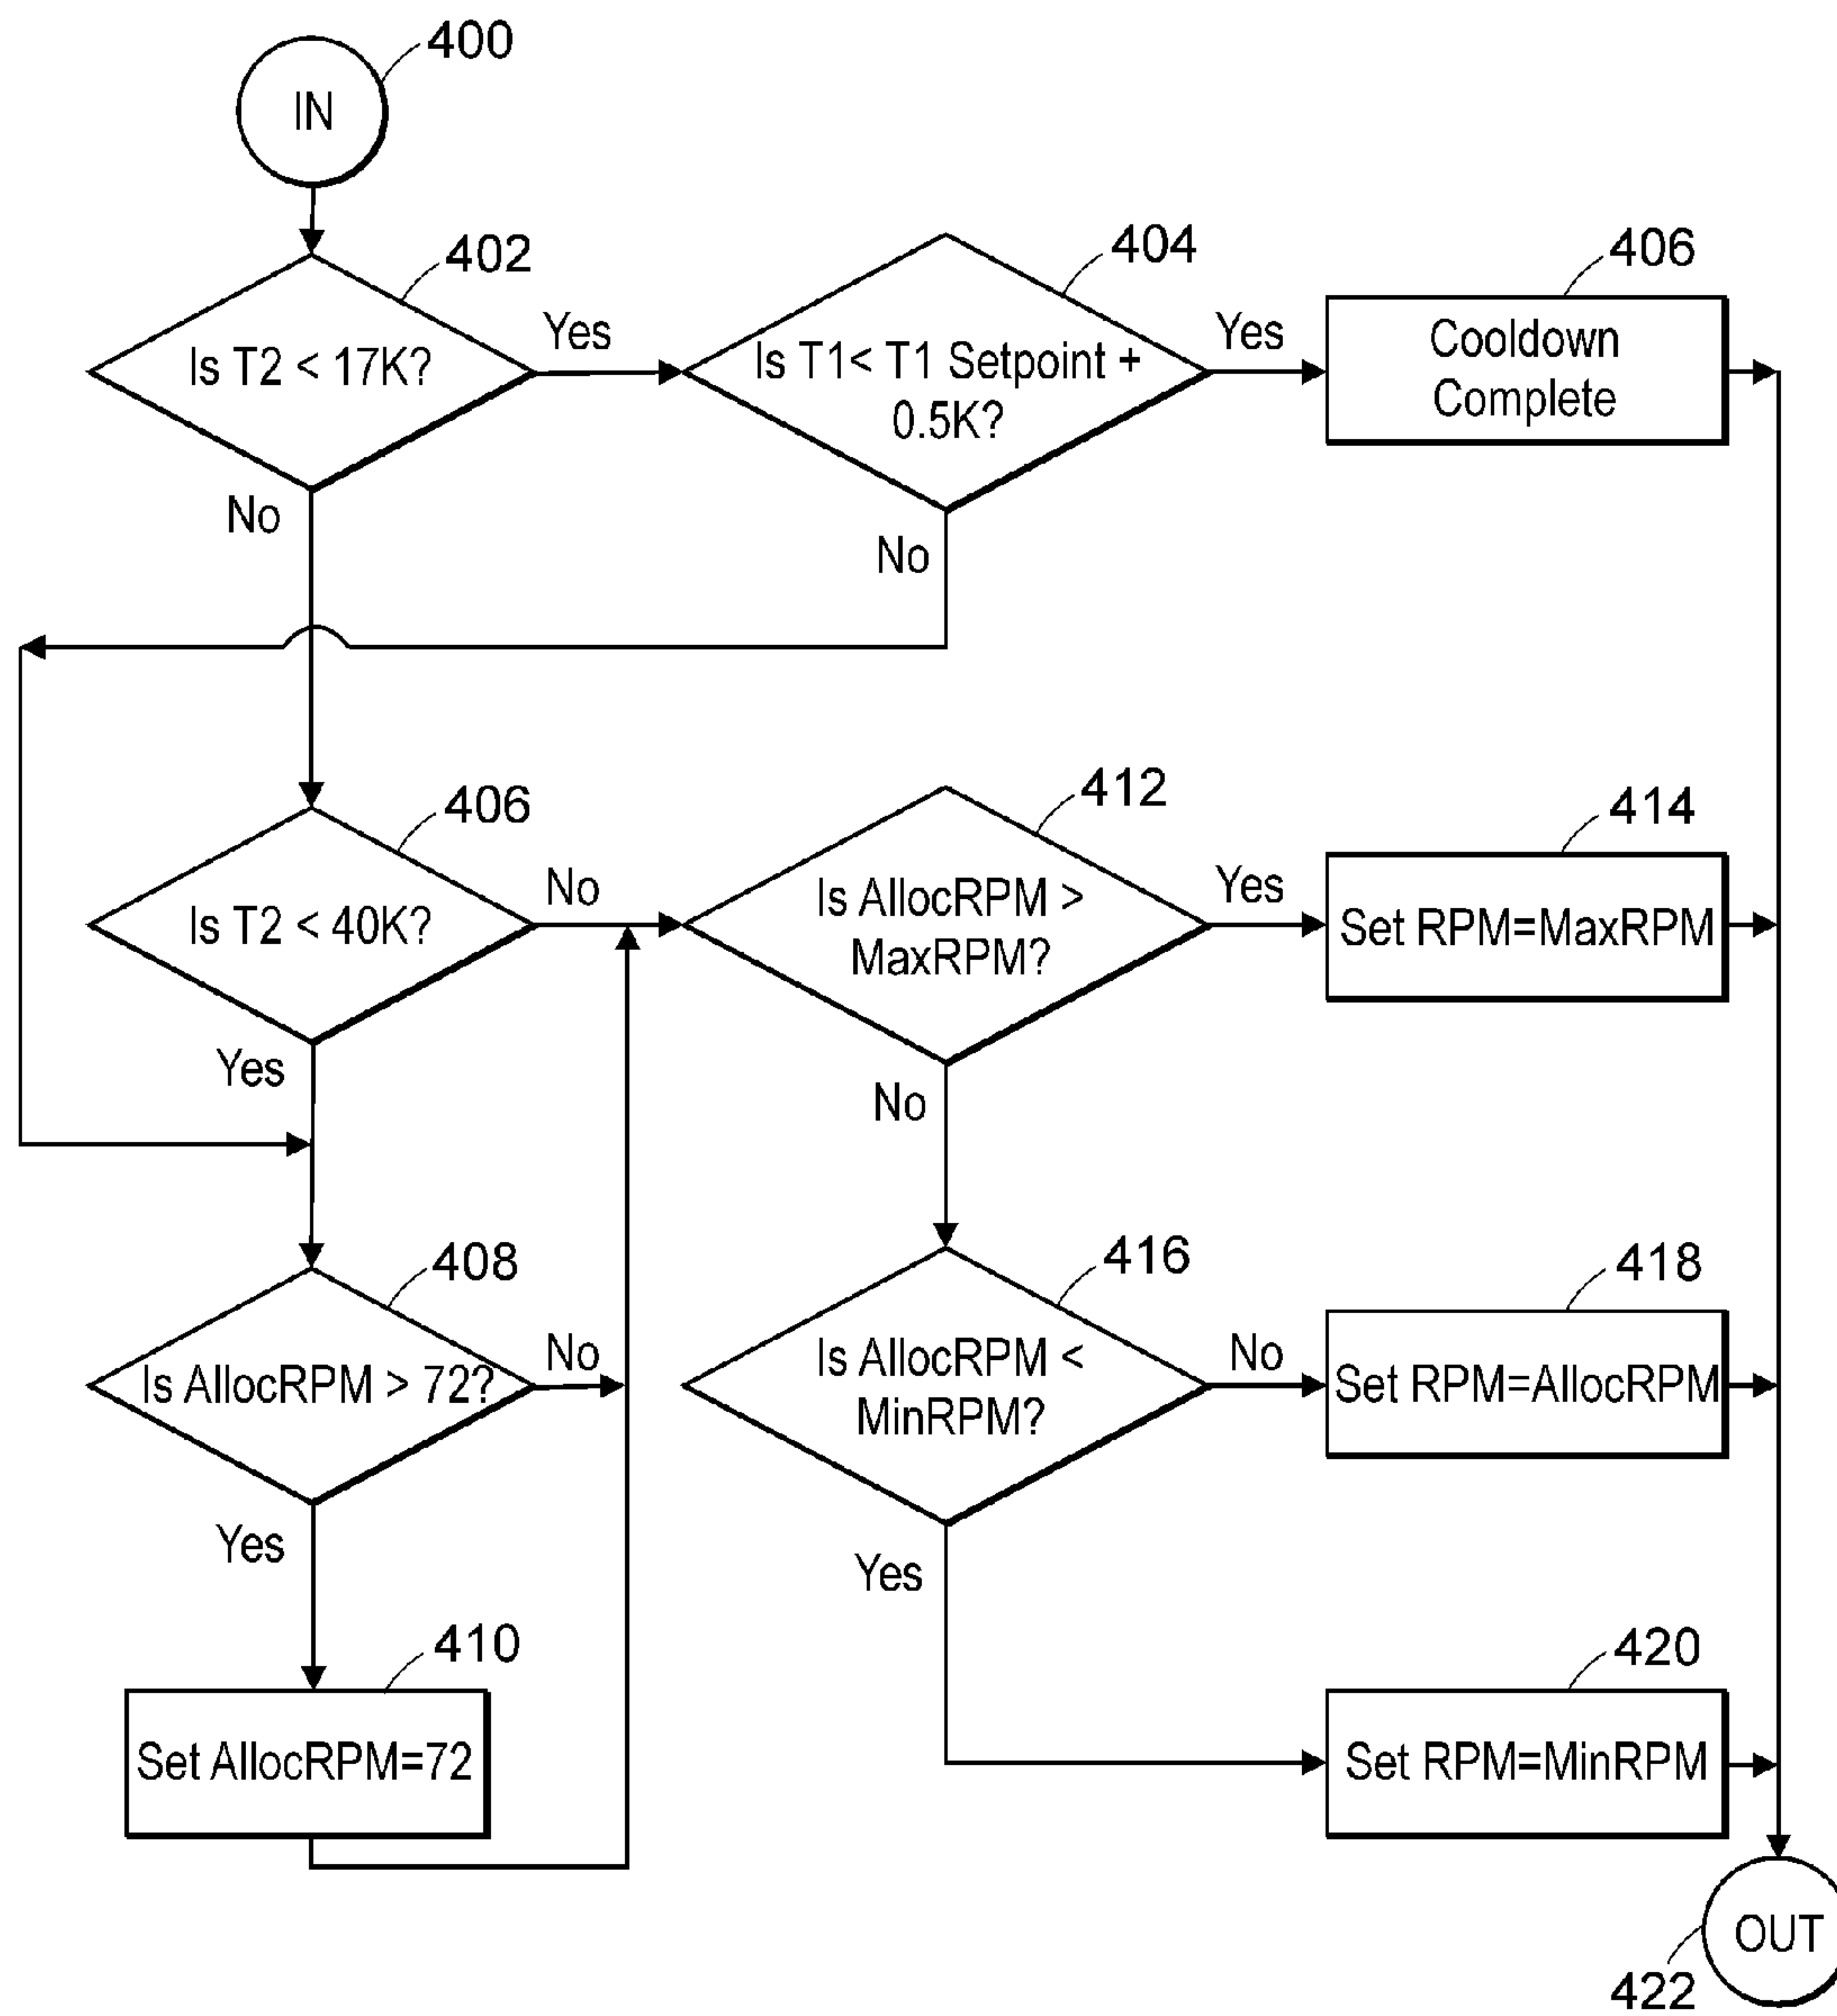 400
IN
402
404
406
Is T2 < 17K?
Yes
Is T1< T1 Setpoint +
0.5K?
Yes
Cooldown
Complete
No
No
406
412
414
Is T2 < 40K?
No
Is AllocRPM >
MaxRPM?
Yes
Set RPM=MaxRPM
Yes
No
408
416
418
Is AllocRPM > 72?
No
Is AllocRPM <
MinRPM?
No
Set RPM=AllocRPM
Yes
Yes
410
420
Set AllocRPM=72
Set RPM=MinRPM
OUT
422